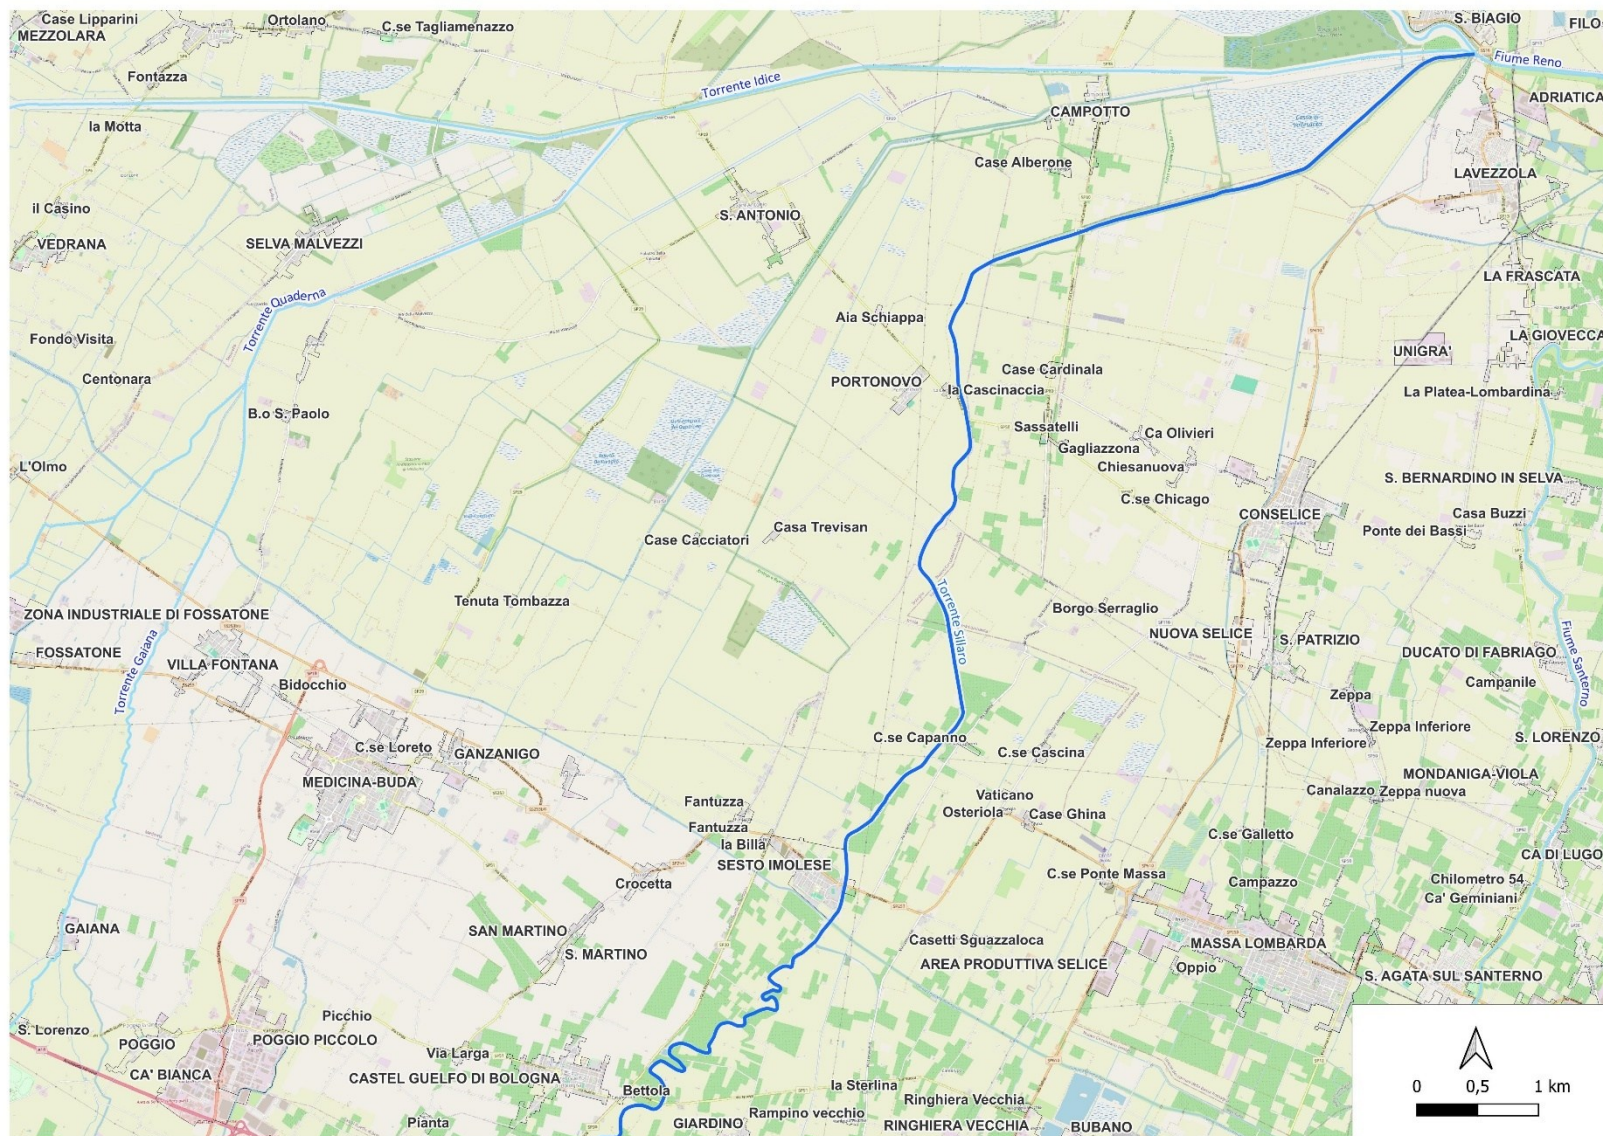 Case Lipparini
MEZZOLARA
Ortolano
C.se Tagliamenazzo
S. BIAGIO
Fontazza
Torrente Idice
Fiume Reno
CAMPOTTO
ADRIATICA
la Motta
Case Alberone
LAVEZZOLA
il Casino
VEDRANA
SELVA MALVEZZI
S. ANTONIO
LA FRASCATA
Torrente Quaderna
Fondo Visita
Aia Schiappa
LA GIOVECCA
UNIGRA'
Centonara
PORTONOVO
Case Cardinala
la Cascinaccia
La Platea-Lombardina
B.o S. Paolo
Sassatelli
Ca Olivieri
Gagliazzona
Chiesanuova
L'Olmo
S. BERNARDINO IN SELVA
C.se Chicago
CONSELICE
Casa Buzzi
Ponte dei Bassi
Case Cacciatori
Casa Trevisan
Tenuta Tombazza
Torrente Sillaro
Borgo Serraglio
ZONA INDUSTRIALE DI FOSSATONE
NUOVA SELICE
S. PATRIZIO
Fiume Santerno
FOSSATONE
Torrente Gaiana
VILLA FONTANA
Bidocchio
DUCATO DI FABRIAGO
Campanile
Zeppa
Zeppa Inferiore
C.se Capanno
C.se Loreto
GANZANIGO
C.se Cascina
Zeppa Inferiore
S. LORENZO
MEDICINA-BUDA
MONDANIGA-VIOLA
Canalazzo
Zeppa nuova
Fantuzza
Vaticano
Osteriola
Case Ghina
Fantuzza
la Billa
C.se Galletto
SESTO IMOLESE
CA DI LUGO
Crocetta
C.se Ponte Massa
Campazzo
Chilometro 54
Ca' Geminiani
GAIANA
SAN MARTINO
S. MARTINO
Casetti Sguazzaloca
AREA PRODUTTIVA SELICE
MASSA LOMBARDA
Oppio
S. AGATA SUL SANTERNO
S. Lorenzo
Picchio
POGGIO
POGGIO PICCOLO
Via Larga
CA' BIANCA
CASTEL GUELFO DI BOLOGNA
Bettola
la Sterlina
Pianta
GIARDINO
Rampino vecchio
Ringhiera Vecchia
RINGHIERA VECCHIA
BUBANO
0 0,5 1 km